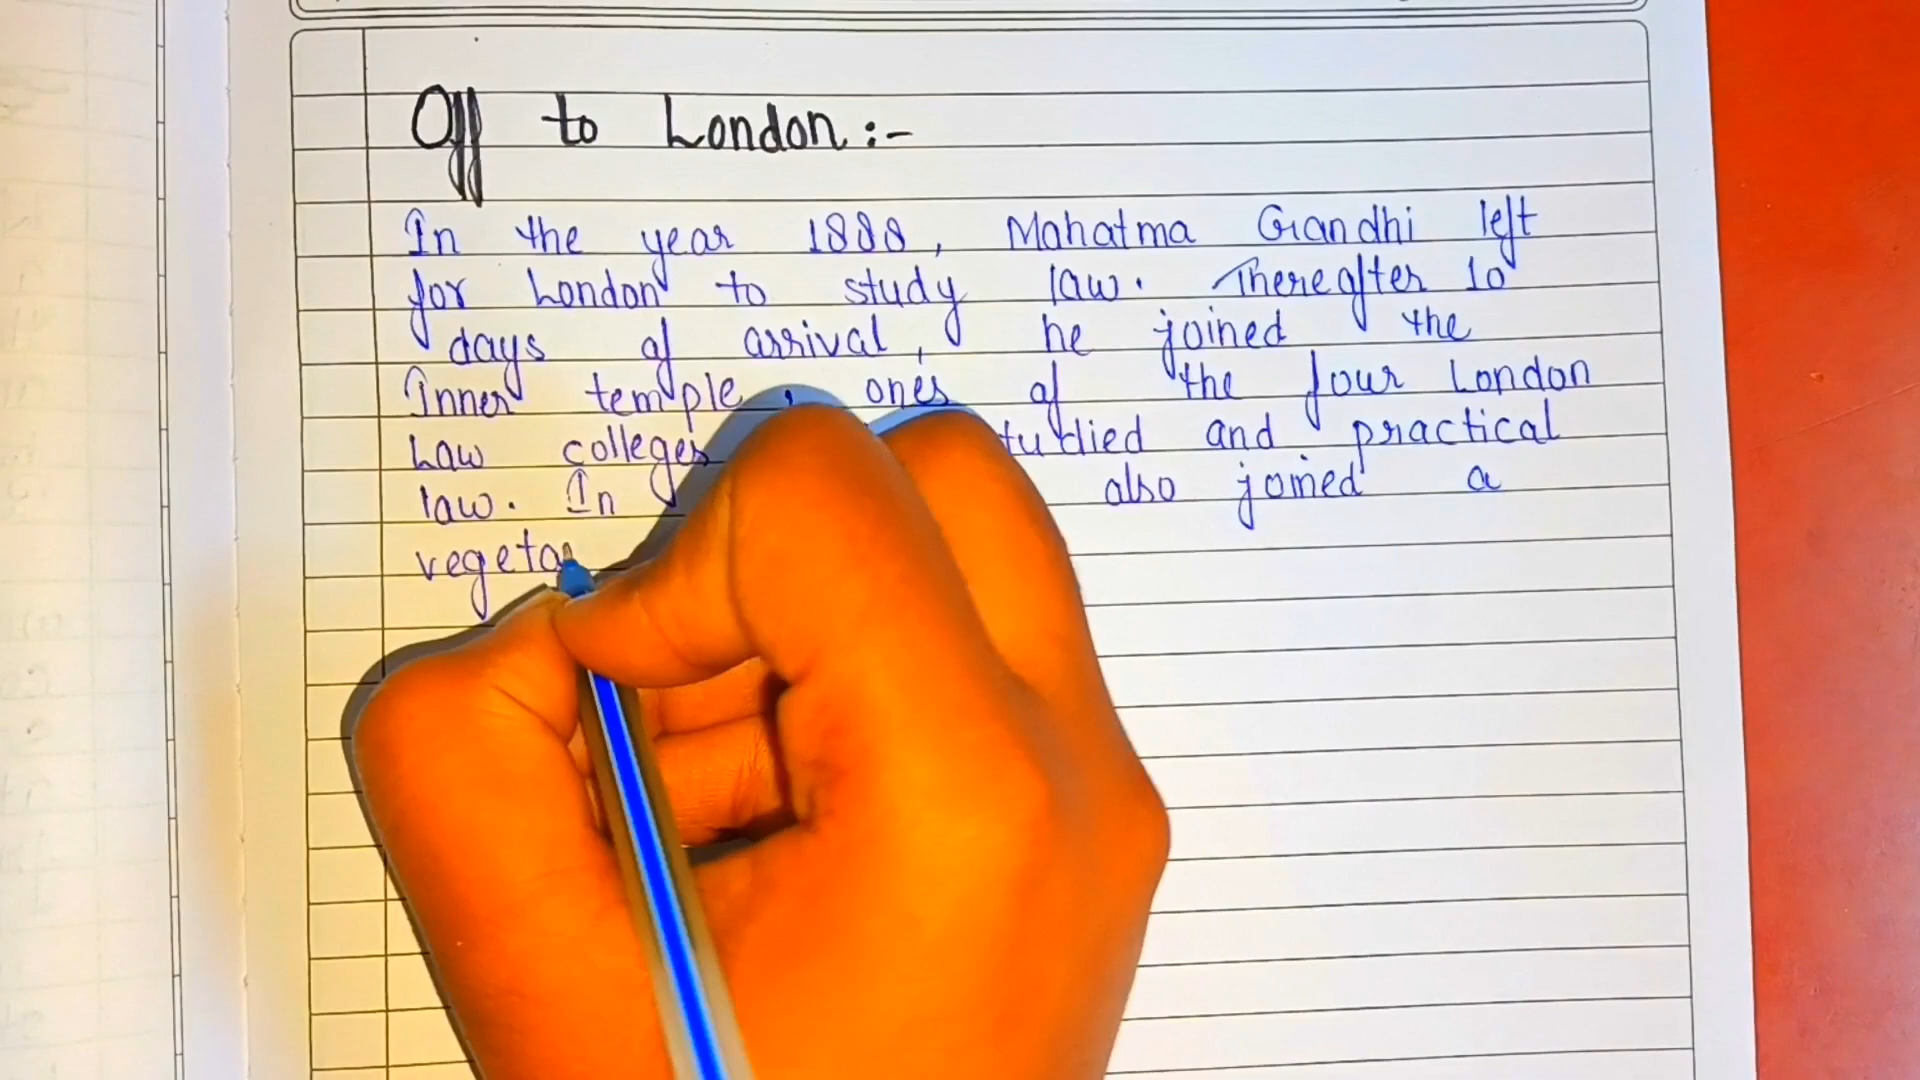 Off to London:-
In the year 1888, Mahatma Gandhi left
for London to study law. Thereafter 10
days of arrival, he joined the
Inner temple, ones of the four London
Law colleges tudied and practical
law. In also joined a
vegeta